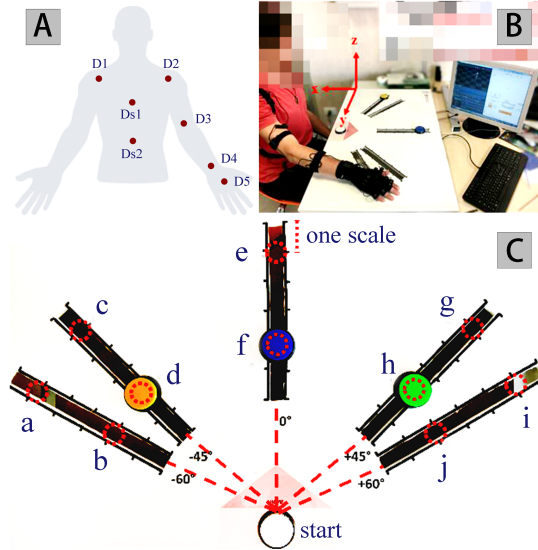 A
D1
D2
Ds1
D3
Ds2
D4
D5
B
z
x
y
C
one scale
e
c
g
f
d
h
a
b
i
j
0°
-45°
+45°
-60°
+60°
start